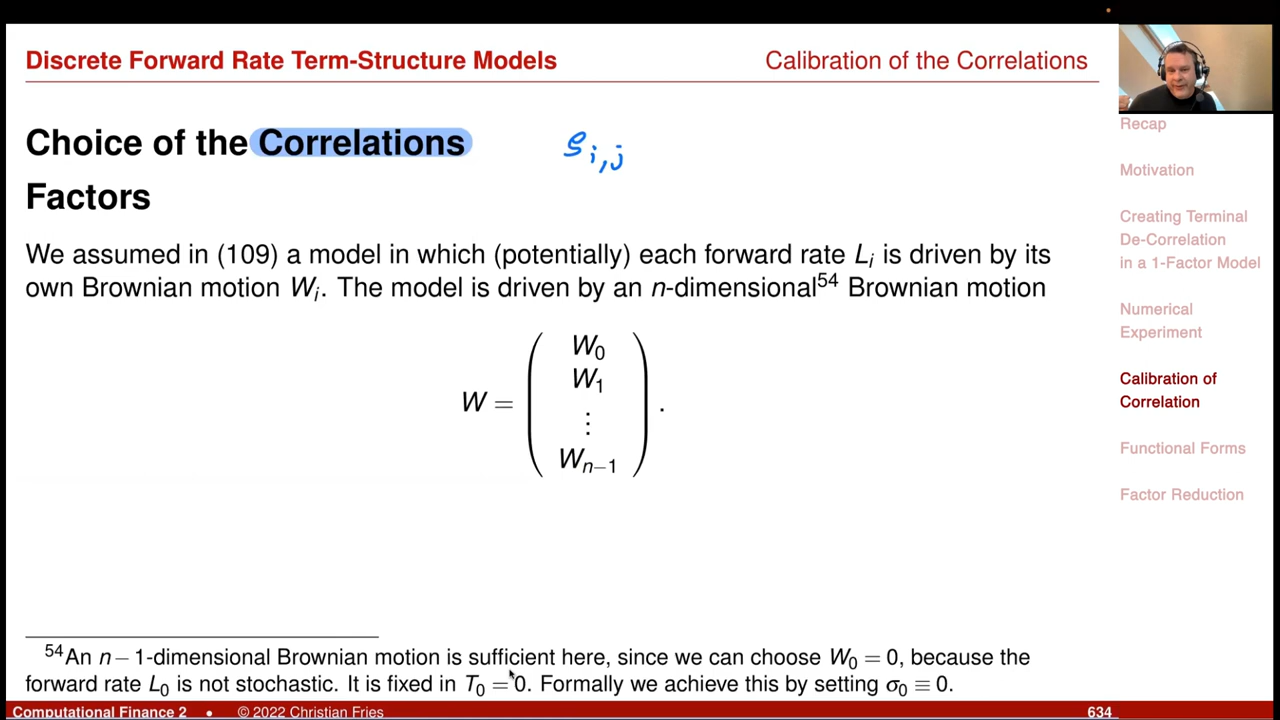 Discrete Forward Rate Term-Structure Models
Calibration of the Correlations
Choice of the Correlations
ρi,j
Factors
We assumed in (109) a model in which (potentially) each forward rate Li is driven by its
own Brownian motion Wi. The model is driven by an n-dimensional54 Brownian motion
W0
W1
W = ⋮ .
Wn−1
54An n−1-dimensional Brownian motion is sufficient here, since we can choose W0 = 0, because the
forward rate L0 is not stochastic. It is fixed in T0 = 0. Formally we achieve this by setting σ0 ≡ 0.
Computational Finance 2 • © 2022 Christian Fries 634
Recap
Motivation
Creating Terminal
De-Correlation
in a 1-Factor Model
Numerical
Experiment
Calibration of
Correlation
Functional Forms
Factor Reduction